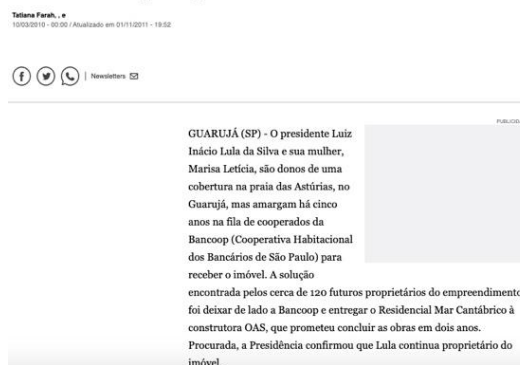 Tatiana Farah, , e
10/03/2010 - 00:00 / Atualizado em 01/11/2011 - 19:52
Newsletters
PUBLICID
GUARUJÁ (SP) - O presidente Luiz
Inácio Lula da Silva e sua mulher,
Marisa Letícia, são donos de uma
cobertura na praia das Astúrias, no
Guarujá, mas amargam há cinco
anos na fila de cooperados da
Bancoop (Cooperativa Habitacional
dos Bancários de São Paulo) para
receber o imóvel. A solução
encontrada pelos cerca de 120 futuros proprietários do empreendimento
foi deixar de lado a Bancoop e entregar o Residencial Mar Cantábrico à
construtora OAS, que prometeu concluir as obras em dois anos.
Procurada, a Presidência confirmou que Lula continua proprietário do
imóvel